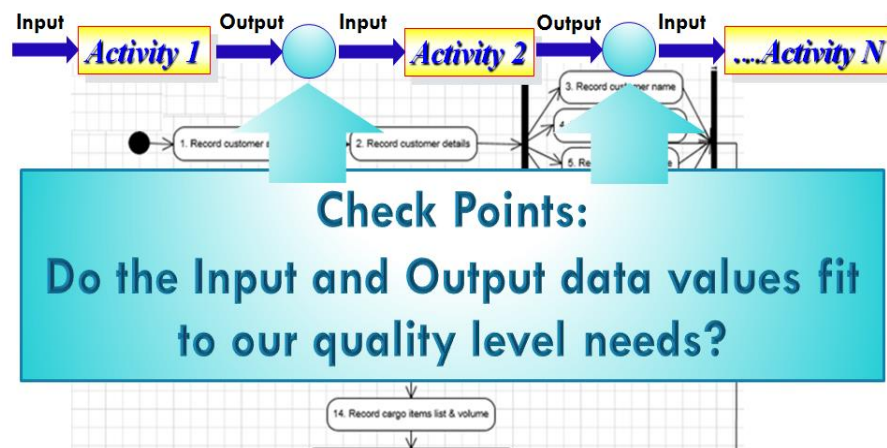 Input Output Input Output Input
Activity 1 Activity 2 ....Activity N
3. Record customer name
4.
1. Record customer 2. Record customer details
5.
Check Points:
Do the Input and Output data values fit
to our quality level needs?
14. Record cargo items list & volume